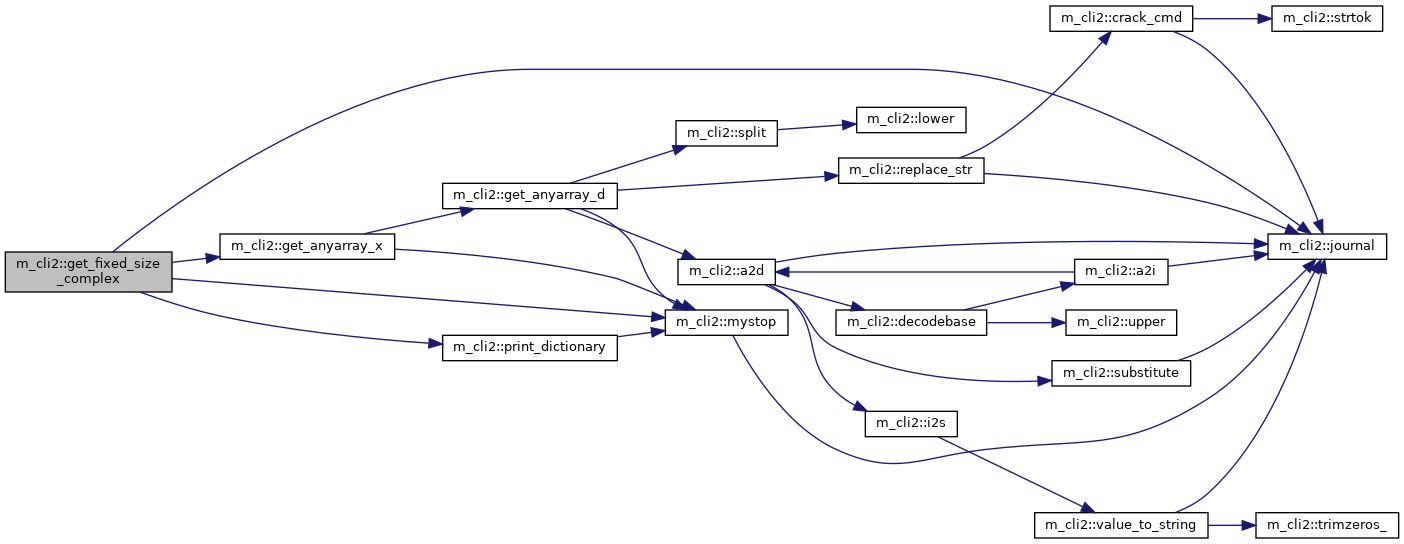 m_cli2::get_fixed_size
_complex
m_cli2::get_anyarray_x
m_cli2::print_dictionary
m_cli2::get_anyarray_d
m_cli2::split
m_cli2::a2d
m_cli2::mystop
m_cli2::lower
m_cli2::replace_str
m_cli2::decodebase
m_cli2::i2s
m_cli2::crack_cmd
m_cli2::a2i
m_cli2::upper
m_cli2::substitute
m_cli2::value_to_string
m_cli2::strtok
m_cli2::journal
m_cli2::trimzeros_